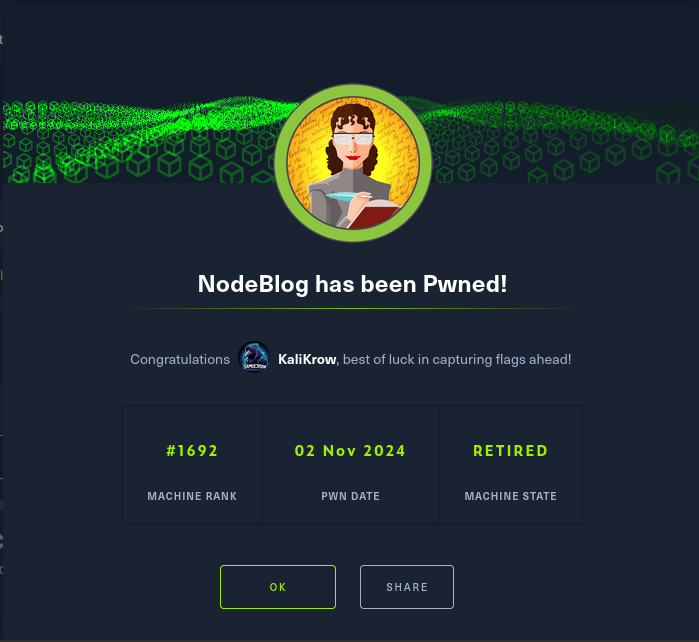 NodeBlog has been Pwned!
Congratulations KaliKrow, best of luck in capturing flags ahead!
#1692 02 Nov 2024 RETIRED
MACHINE RANK PWN DATE MACHINE STATE
OK SHARE